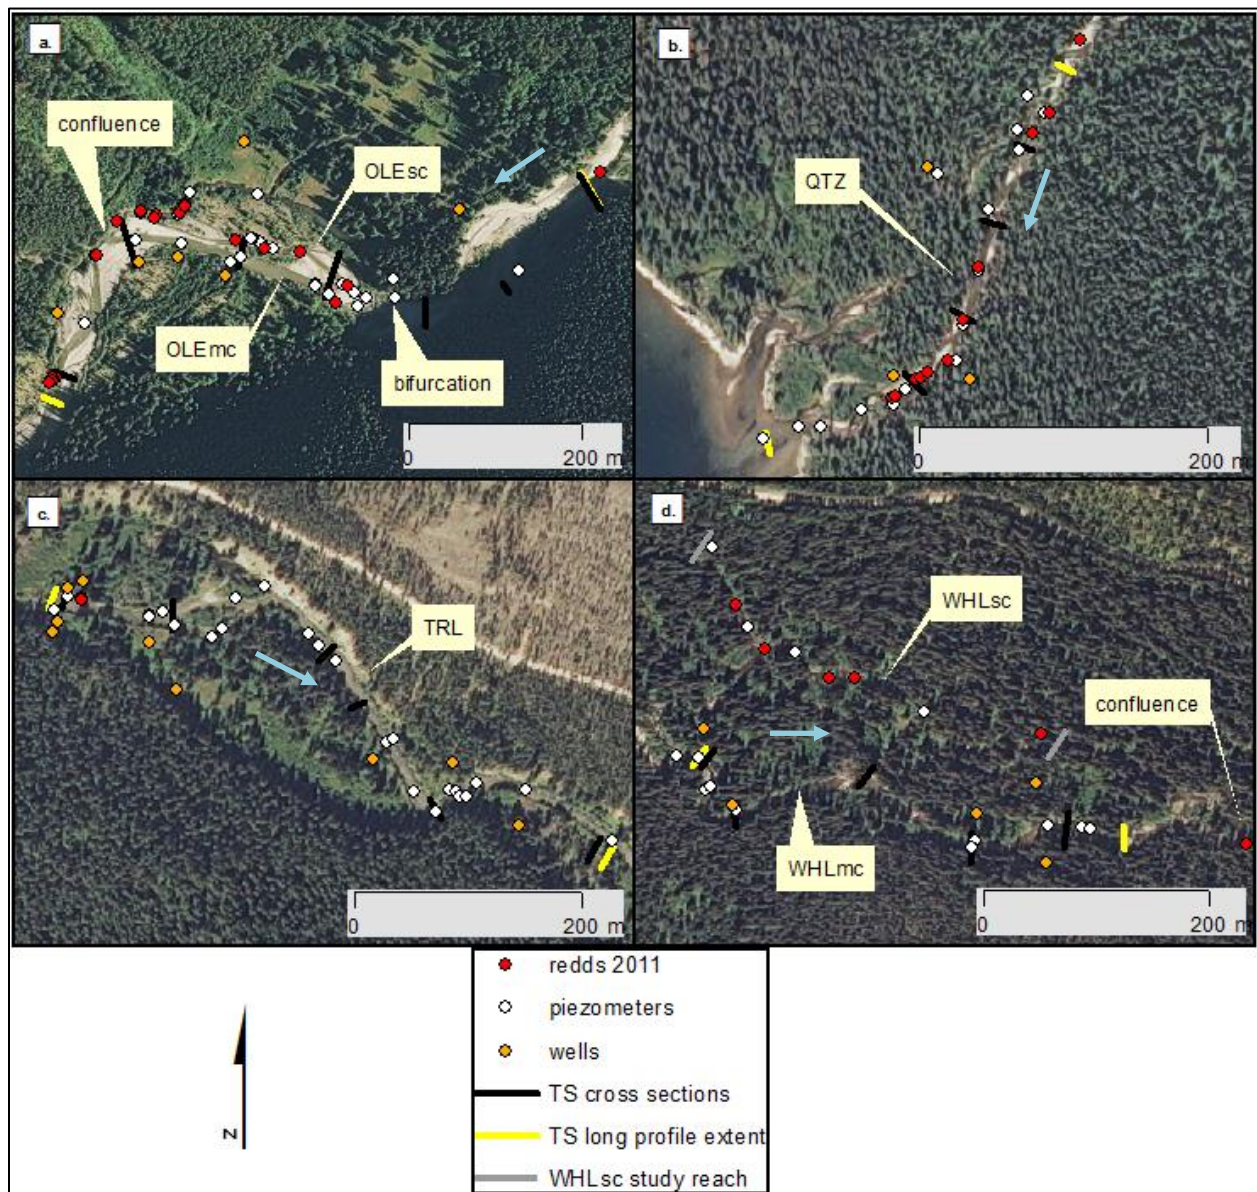 a.
confluence
OLEsc
OLEmc
bifurcation
0 200 m
b.
QTZ
0 200 m
c.
TRL
0 200 m
d.
WHLsc
confluence
WHLmc
0 200 m
redds 2011
piezometers
wells
TS cross sections
TS long profile extent
WHLsc study reach
N